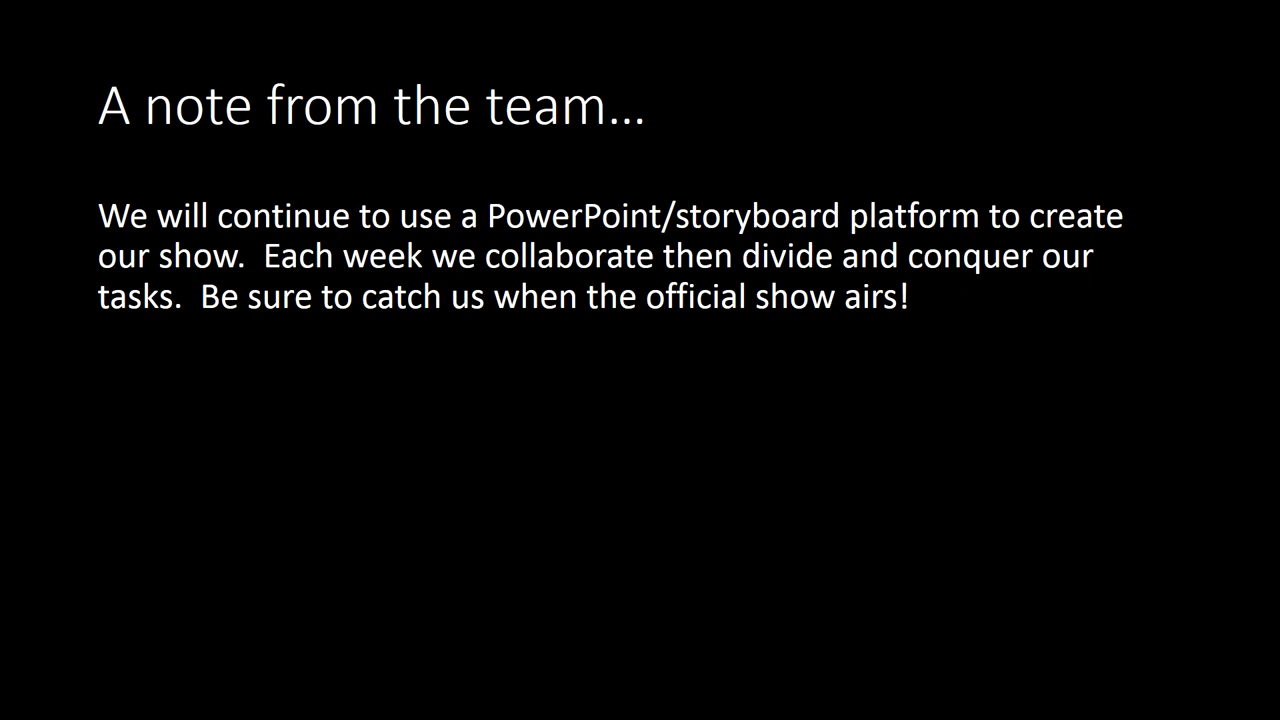 A note from the team...
We will continue to use a PowerPoint/storyboard platform to create
our show.  Each week we collaborate then divide and conquer our
tasks.  Be sure to catch us when the official show airs!